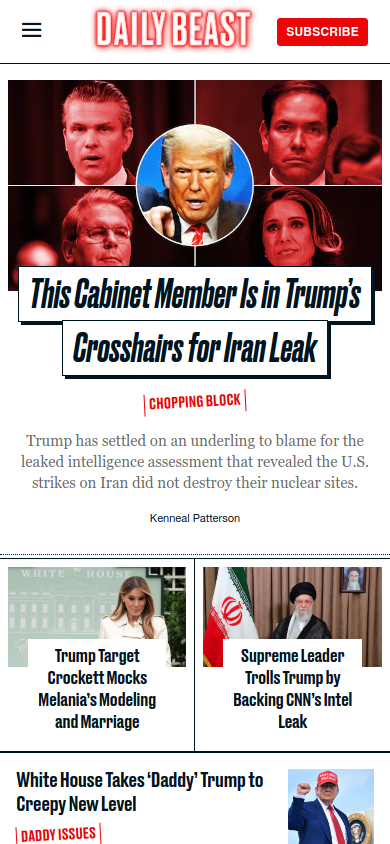 DAILY BEAST
SUBSCRIBE
This Cabinet Member Is in Trump's
Crosshairs for Iran Leak
CHOPPING BLOCK
Trump has settled on an underling to blame for the
leaked intelligence assessment that revealed the U.S.
strikes on Iran did not destroy their nuclear sites.
Kenneal Patterson
WHITE HOUSE
Trump Target
Crockett Mocks
Melania's Modeling
and Marriage
Supreme Leader
Trolls Trump by
Backing CNN's Intel
Leak
White House Takes ‘Daddy’ Trump to
Creepy New Level
DADDY ISSUES